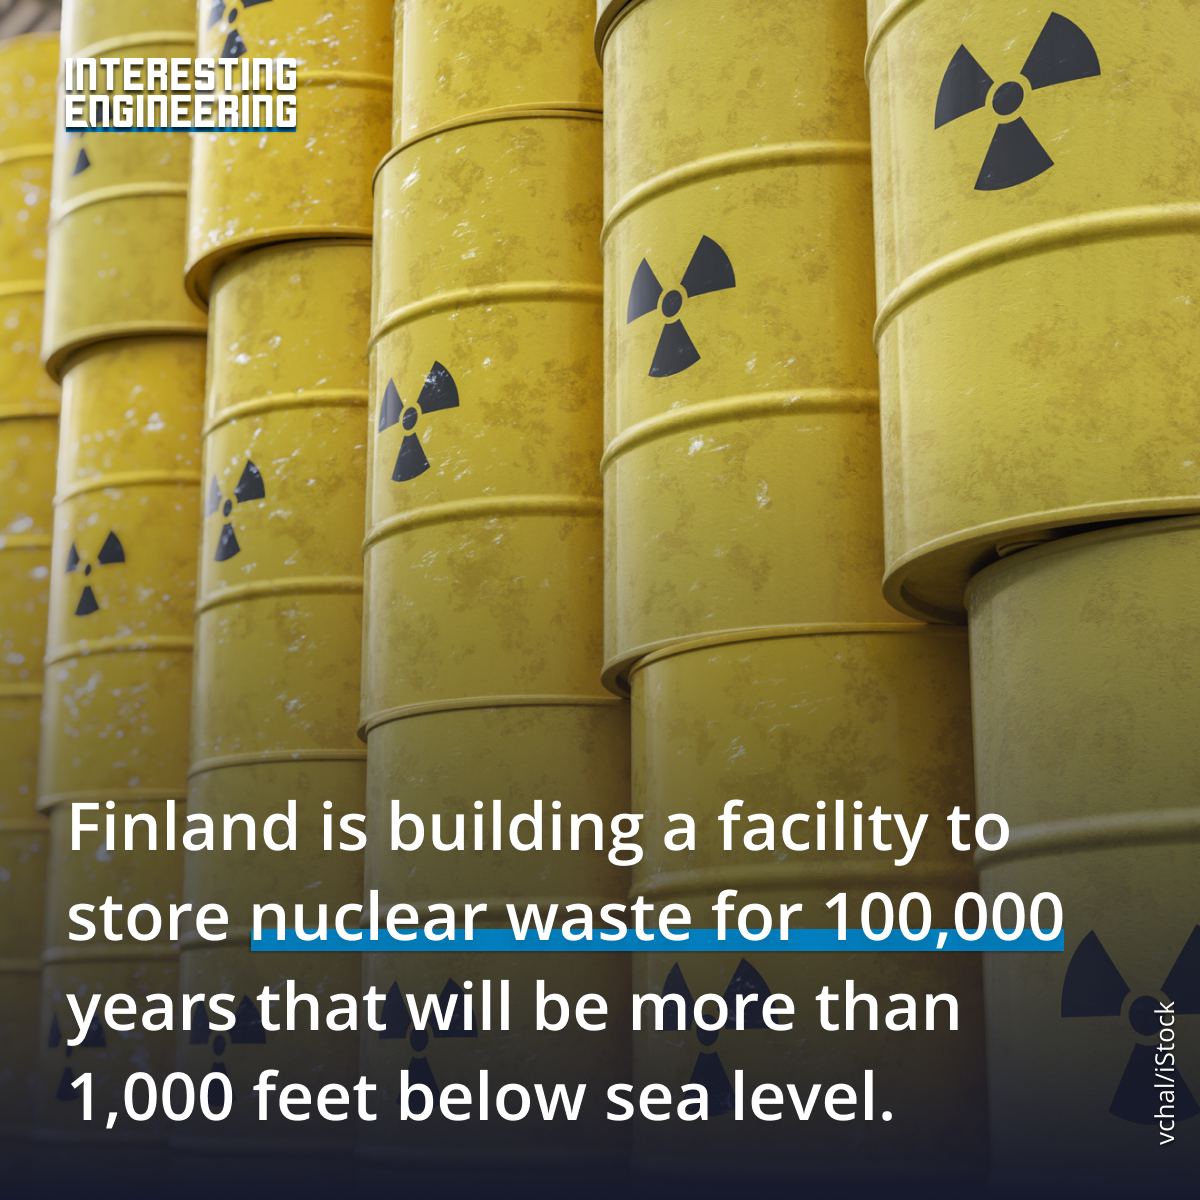 INTERESTING
ENGINEERING
Finland is building a facility to
store nuclear waste for 100,000
years that will be more than
1,000 feet below sea level.
vchal/iStock